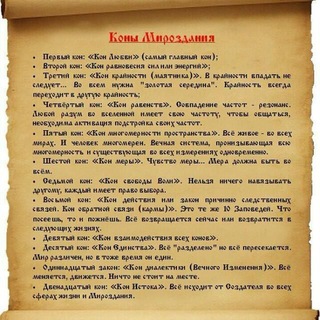 Коны Мироздания
• Первый кон: «Кон Любви» (самый главный кон);
• Второй кон: «Кон равновесия сил или энергий»;
• Третий кон: «Кон крайности (маятника)». В крайности впадать не
следует... Во всем нужна "золотая середина". Крайность всегда
переходит в другую крайность;
• Четвёртый кон: «Кон равенств». Совпадение частот - резонанс.
Любой разум во вселенной имеет свою частоту, чтобы общаться,
необходима активация подстройка своих частот.
• Пятый кон: «Кон многомерности пространства». Всё живое - во всех
мирах. И человек многомерен. Вечная система, пронизывающая всю
многомерность и существующая во всех измерениях одновременно.
• Шестой кон: «Кон меры». Чувство меры... Мера должна быть во
всём.
• Седьмой кон: «Кон свободы Воли». Нельзя ничего навязывать
другому, каждый имеет право выбора.
• Восьмой кон: «Кон действия или закон причинно следственных
связей. Кон обратной связи (кармы)». Это те же 10 Заповедей. Что
посеешь, то и пожнёшь. Всё возвращается сейчас или возвратится в
следующих жизнях.
• Девятый кон: «Кон взаимодействия всех конов».
• Десятый кон: «Кон Единства». Всё "разделено" но всё пересекается.
Мир различен, но в тоже время он един.
• Одиннадцатый закон: «Кон диалектики (Вечного Изменения)». Всё
меняется, движется. Ничто не стоит на месте.
• Двенадцатый кон: «Кон Истока». Всё исходит от Создателя во всех
сферах жизни и Мироздания.